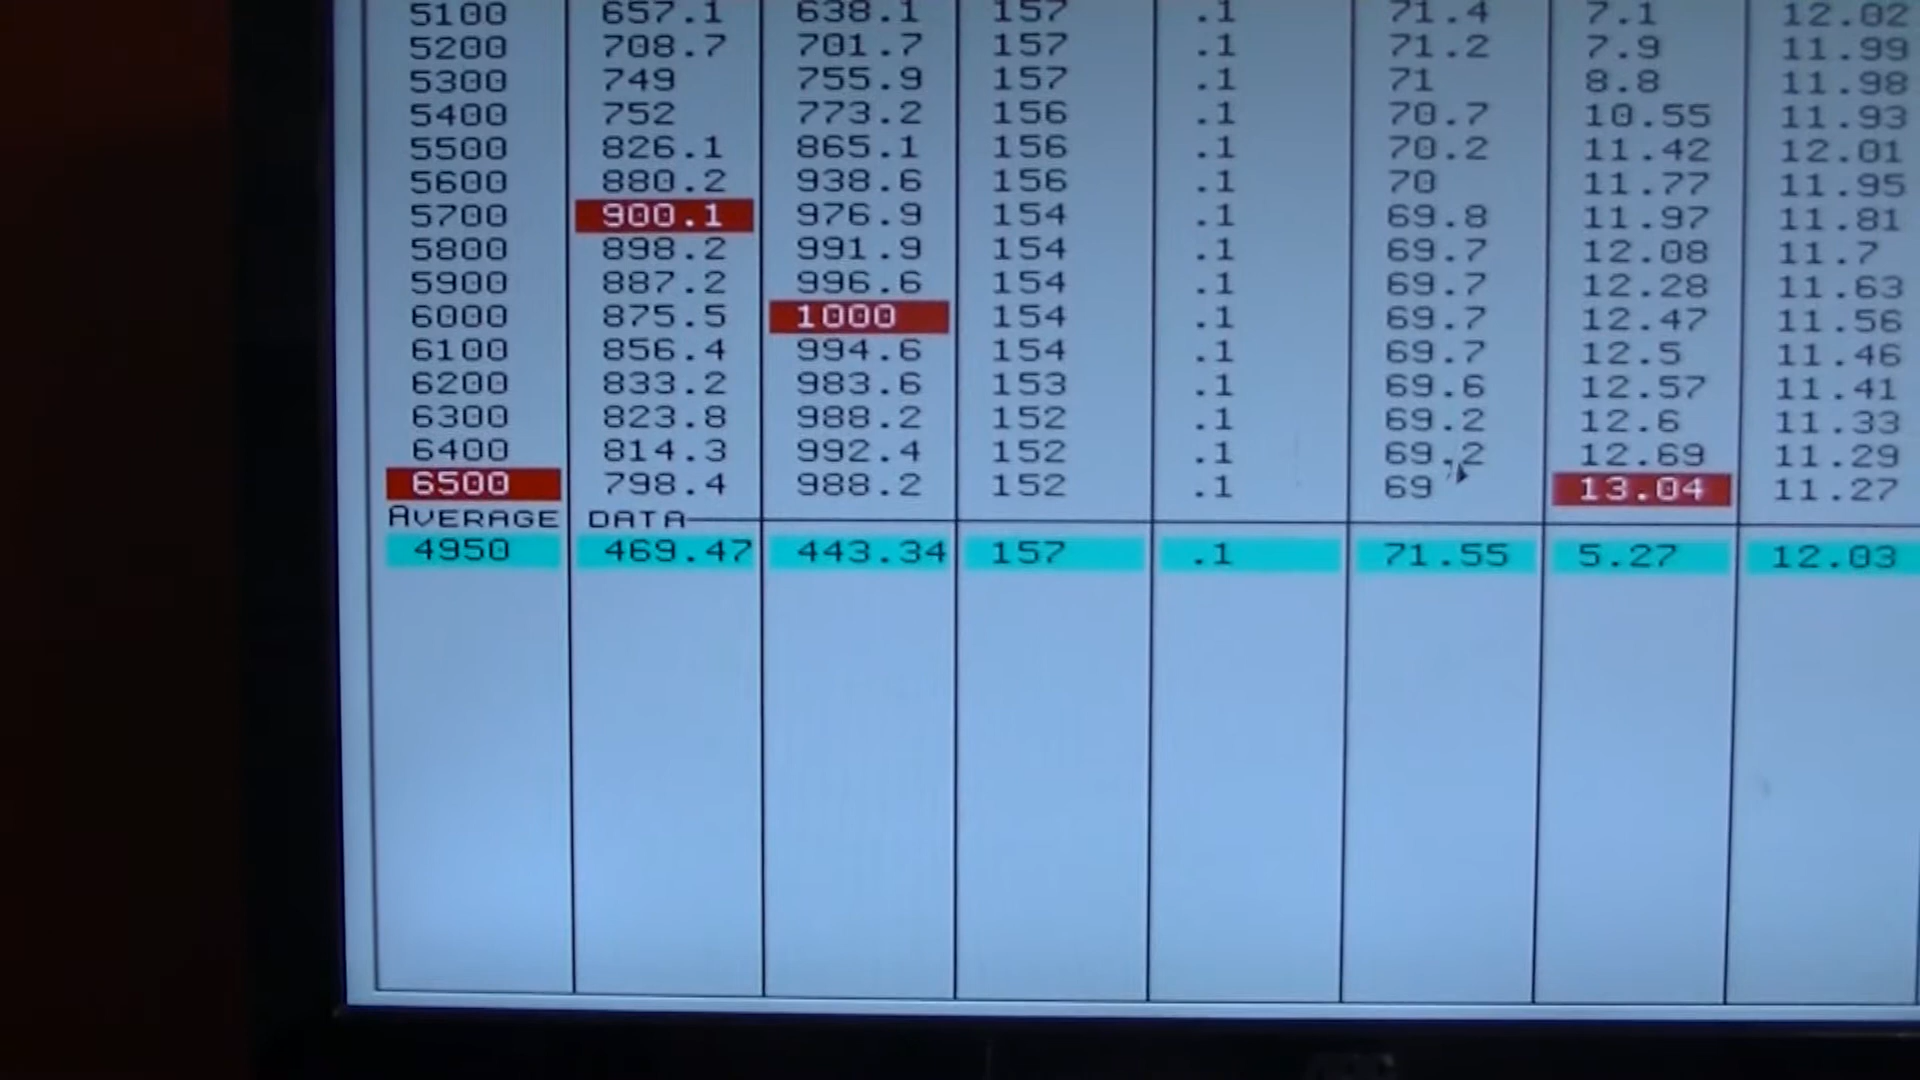 5100 657.1 638.1 157 .1 71.4 7.1 12.02
5200 708.7 701.7 157 .1 71.2 7.9 11.99
5300 749 755.9 157 .1 71 8.8 11.98
5400 752 773.2 156 .1 70.7 10.55 11.93
5500 826.1 865.1 156 .1 70.2 11.42 12.01
5600 880.2 938.6 156 .1 70 11.77 11.95
5700 900.1 976.9 154 .1 69.8 11.97 11.81
5800 898.2 991.9 154 .1 69.7 12.08 11.7
5900 887.2 996.6 154 .1 69.7 12.28 11.63
6000 875.5 1000 154 .1 69.7 12.47 11.56
6100 856.4 994.6 154 .1 69.7 12.5 11.46
6200 833.2 983.6 153 .1 69.6 12.57 11.41
6300 823.8 988.2 152 .1 69.2 12.6 11.33
6400 814.3 992.4 152 .1 69.2 12.69 11.29
6500 798.4 988.2 152 .1 69 13.04 11.27
AVERAGE DATA
4950 469.47 443.34 157 .1 71.55 5.27 12.03